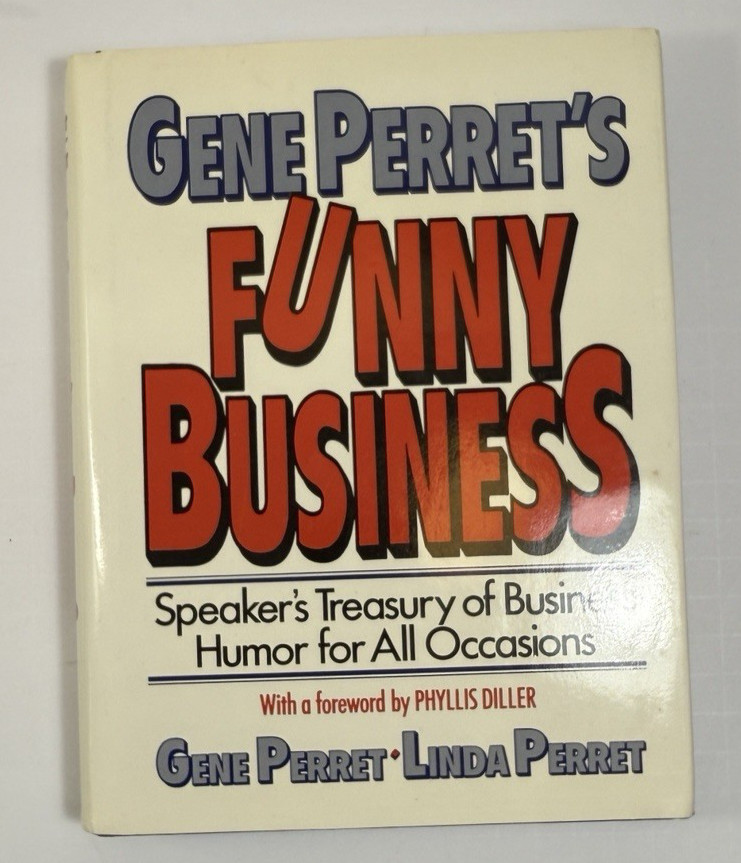 GENE PERRET'S
FUNNY
BUSINESS
Speaker's Treasury of Business
Humor for All Occasions
With a foreword by PHYLLIS DILLER
GENE PERRET • LINDA PERRET